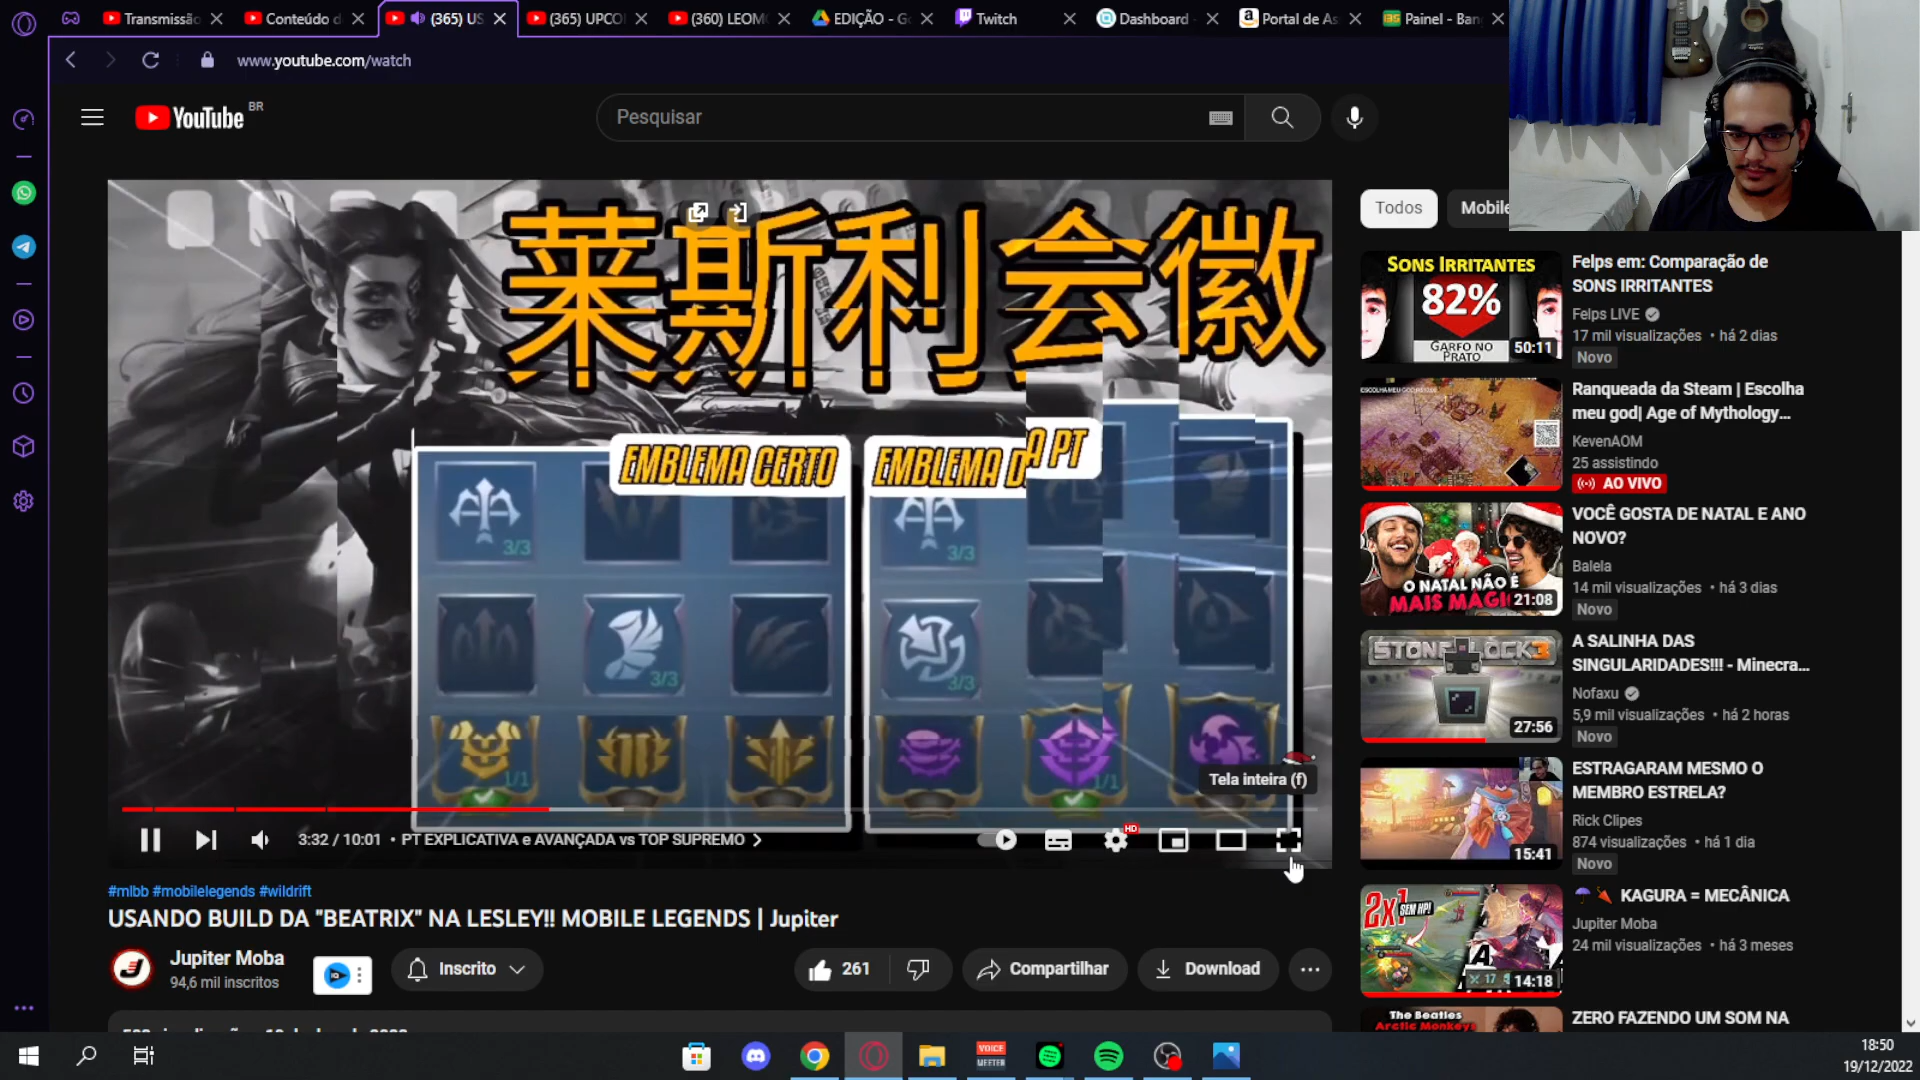 Transmissão
Conteúdo d
(365) US
(365) UPCO
(360) LEOM
EDIÇÃO - G
Twitch
Dashboard -
Portal de As
Painel - Ban
www.youtube.com/watch
YouTube BR
Pesquisar
莱斯利会徽
EMBLEMA CERTO
EMBLEMA D
A PT
3/3
3/3
3/3
3/3
1/1
1/1
Tela inteira (f)
3:32 / 10:01 • PT EXPLICATIVA e AVANÇADA vs TOP SUPREMO
HD
#mlbb #mobilelegends #wildrift
USANDO BUILD DA "BEATRIX" NA LESLEY!! MOBILE LEGENDS | Jupiter
Jupiter Moba
94,6 mil inscritos
Inscrito
261
Compartilhar
Download
Todos
Mobile
SONS IRRITANTES
82%
GARFO NO
PRATO
50:11
Felps em: Comparação de
SONS IRRITANTES
Felps LIVE
17 mil visualizações • há 2 dias
Novo
Ranqueada da Steam | Escolha
meu god| Age of Mythology...
KevenAOM
25 assistindo
AO VIVO
O NATAL NÃO É
MAIS MÁGI
21:08
VOCÊ GOSTA DE NATAL E ANO
NOVO?
Balela
14 mil visualizações • há 3 dias
Novo
27:56
A SALINHA DAS
SINGULARIDADES!!! - Minecra...
Nofaxu
5,9 mil visualizações • há 2 horas
Novo
15:41
ESTRAGARAM MESMO O
MEMBRO ESTRELA?
Rick Clipes
874 visualizações • há 1 dia
Novo
2x1
SEM HP!
14:18
KAGURA = MECÂNICA
Jupiter Moba
24 mil visualizações • há 3 meses
The Beatles
Arctic Monkeys
ZERO FAZENDO UM SOM NA
VOICE
MEETER
18:50
19/12/2022